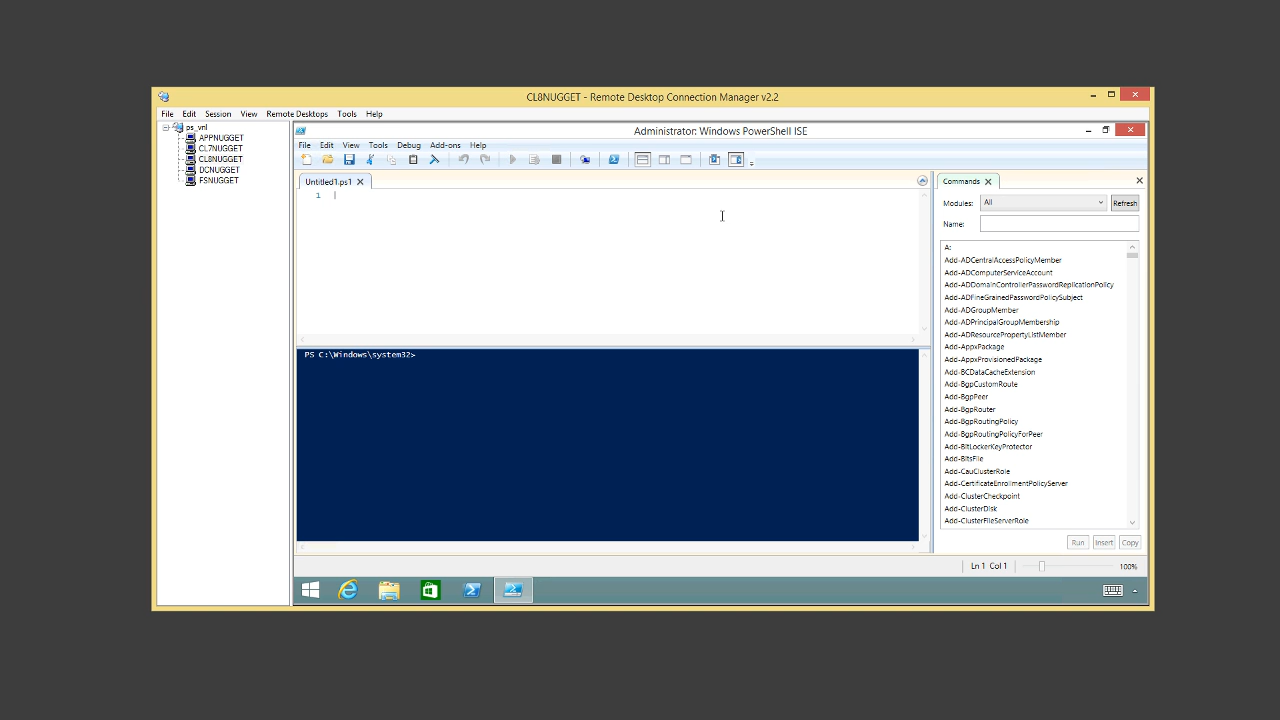 CL8NUGGET - Remote Desktop Connection Manager v2.2
File Edit Session View Remote Desktops Tools Help
ps_vnl
APPNUGGET
CL7NUGGET
CL8NUGGET
DCNUGGET
FSNUGGET
Administrator: Windows PowerShell ISE
File Edit View Tools Debug Add-ons Help
Untitled1.ps1
1
PS C:\Windows\system32>
Commands
Modules: All Refresh
Name:
A:
Add-ADCentralAccessPolicyMember
Add-ADComputerServiceAccount
Add-ADDomainControllerPasswordReplicationPolicy
Add-ADFineGrainedPasswordPolicySubject
Add-ADGroupMember
Add-ADPrincipalGroupMembership
Add-ADResourcePropertyListMember
Add-AppxPackage
Add-AppxProvisionedPackage
Add-BCDataCacheExtension
Add-BgpCustomRoute
Add-BgpPeer
Add-BgpRouter
Add-BgpRoutingPolicy
Add-BgpRoutingPolicyForPeer
Add-BitLockerKeyProtector
Add-BitsFile
Add-CauClusterRole
Add-CertificateEnrollmentPolicyServer
Add-ClusterCheckpoint
Add-ClusterDisk
Add-ClusterFileServerRole
Run Insert Copy
Ln 1 Col 1 100%